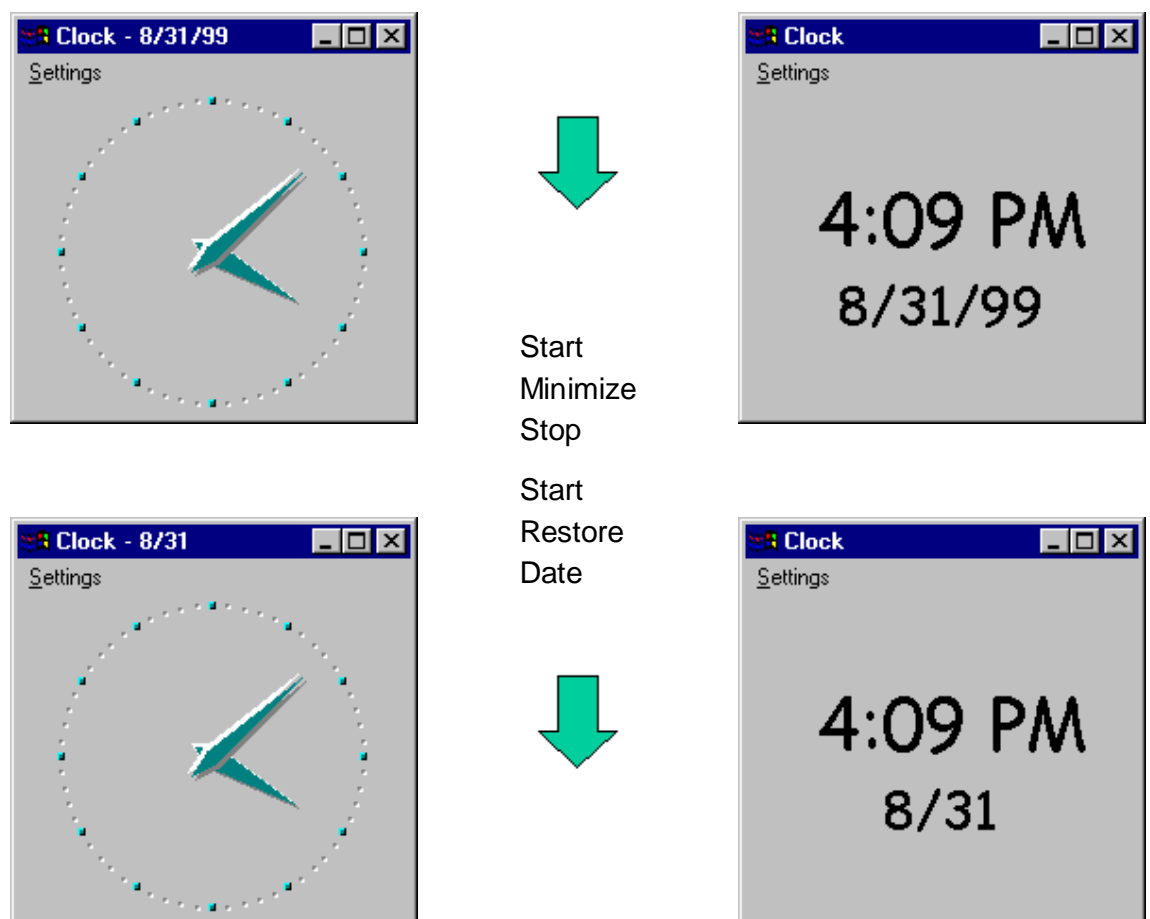 Clock - 8/31/99
Settings
Clock
Settings
4:09 PM
8/31/99
Start
Minimize
Stop
Start
Restore
Date
Clock - 8/31
Settings
Clock
Settings
4:09 PM
8/31